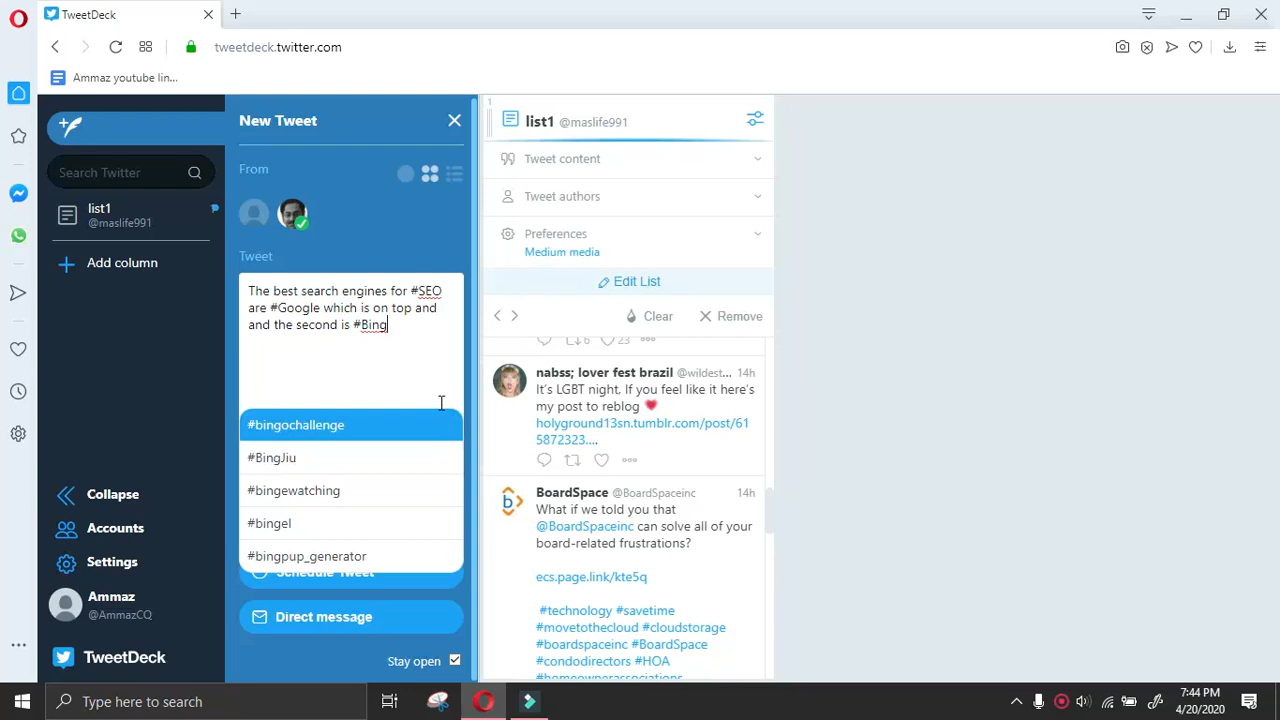 TweetDeck
tweetdeck.twitter.com
Ammaz youtube lin...
Search Twitter
list1
@maslife991
Add column
Collapse
Accounts
Settings
Ammaz
@AmmazCQ
TweetDeck
New Tweet
From
Tweet
The best search engines for #SEO
are #Google which is on top and
and the second is #Bing
#bingochallenge
#BingJiu
#bingewatching
#bingel
#bingpup_generator
Schedule Tweet
Direct message
Stay open
1
list1 @maslife991
Tweet content
Tweet authors
Preferences
Medium media
Edit List
Clear
Remove
6 23
nabss; lover fest brazil @wildest... 14h
It's LGBT night, If you feel like it here's
my post to reblog
holyground13sn.tumblr.com/post/61
5872323....
BoardSpace @BoardSpaceinc 14h
What if we told you that
@BoardSpaceinc can solve all of your
board-related frustrations?
ecs.page.link/kte5q
#technology #savetime
#movetothecloud #cloudstorage
#boardspaceinc #BoardSpace
#condodirectors #HOA
#homeownerassociations
Type here to search
7:44 PM
4/20/2020